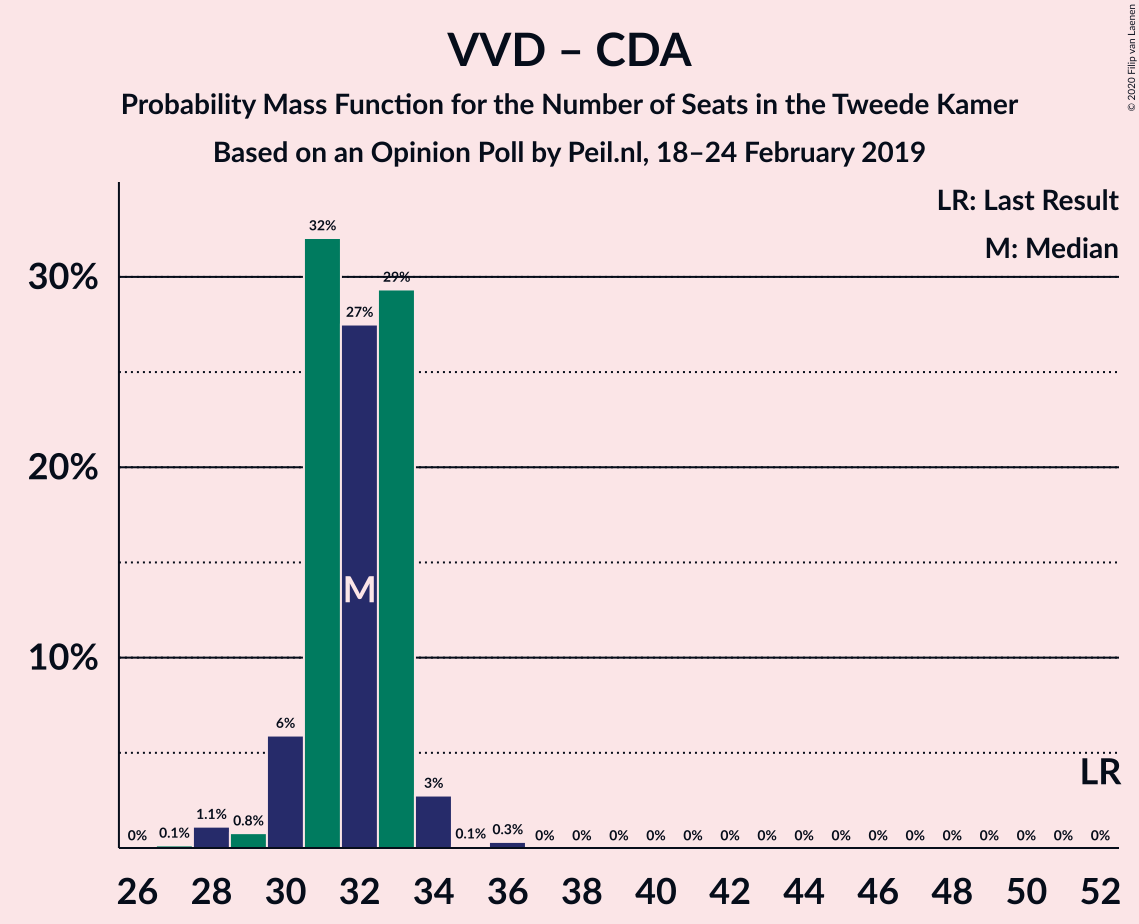 VVD – CDA
Probability Mass Function for the Number of Seats in the Tweede Kamer
Based on an Opinion Poll by Peil.nl, 18–24 February 2019
© 2020 Filip van Laenen
LR: Last Result
M: Median
30%
20%
10%
0% 0.1% 1.1% 0.8% 6% 32% 27% 29% 3% 0.1% 0.3% 0% 0% 0% 0% 0% 0% 0% 0% 0% 0% 0% 0% 0% 0% 0% 0%
M
LR
26 28 30 32 34 36 38 40 42 44 46 48 50 52